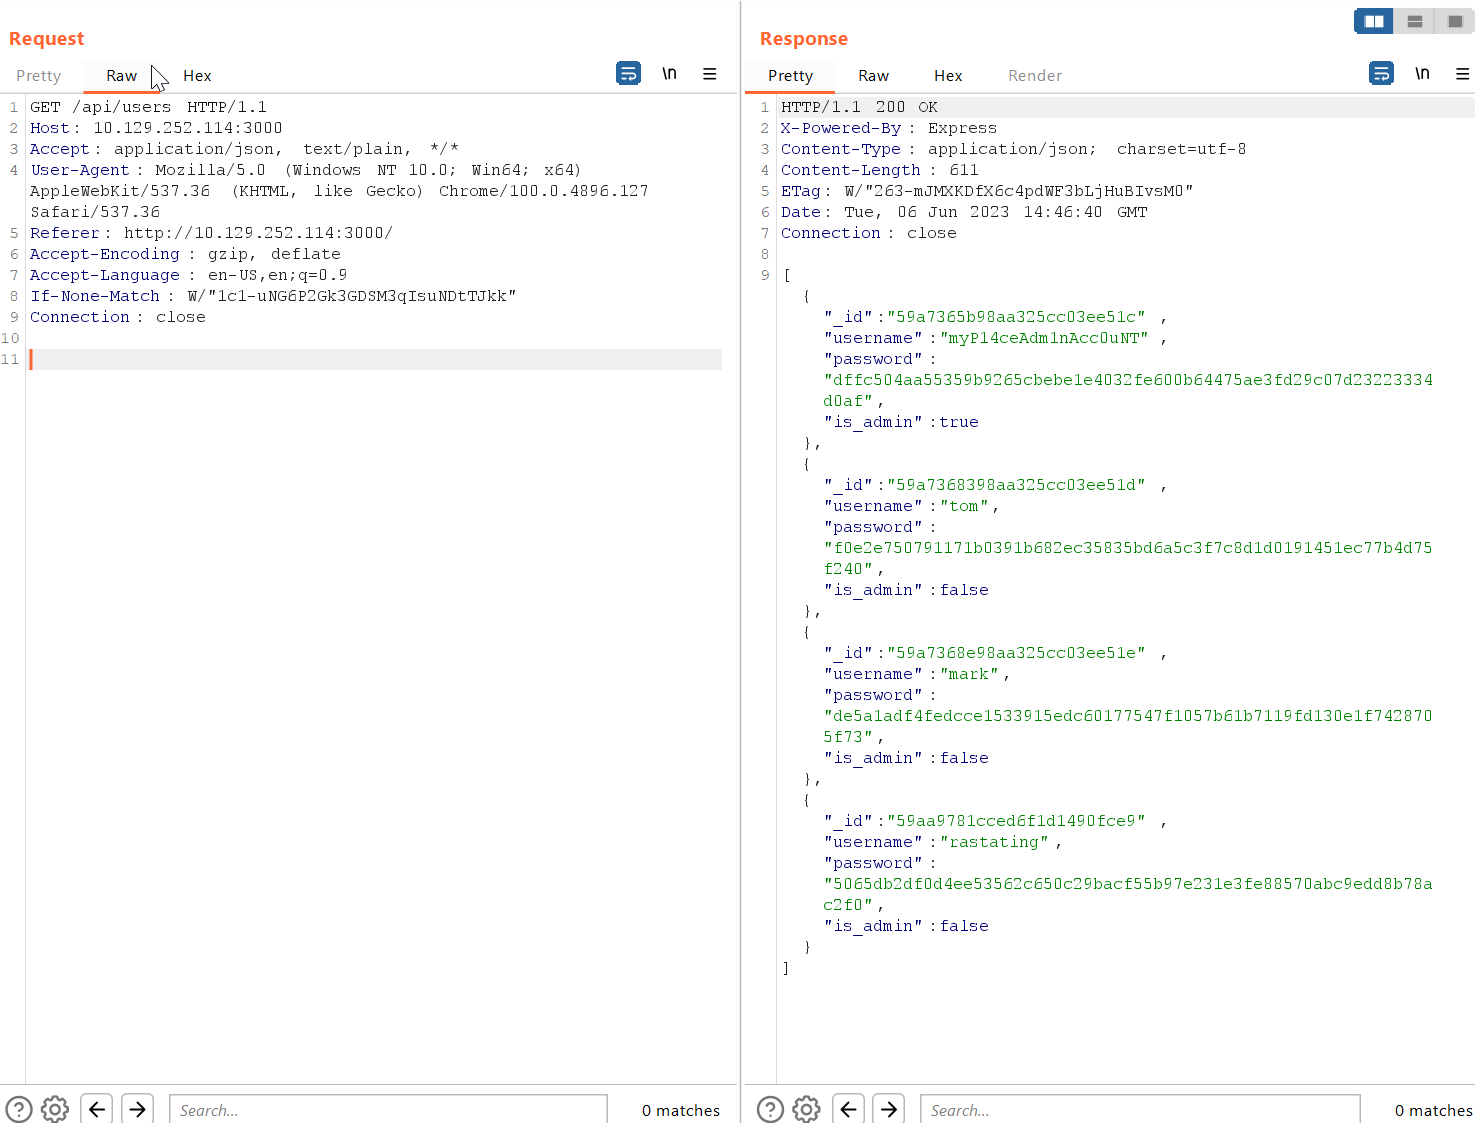 Request
Pretty Raw Hex \n
1 GET /api/users HTTP/1.1
2 Host: 10.129.252.114:3000
3 Accept: application/json, text/plain, */*
4 User-Agent: Mozilla/5.0 (Windows NT 10.0; Win64; x64)
AppleWebKit/537.36 (KHTML, like Gecko) Chrome/100.0.4896.127
Safari/537.36
5 Referer: http://10.129.252.114:3000/
6 Accept-Encoding: gzip, deflate
7 Accept-Language: en-US,en;q=0.9
8 If-None-Match: W/"1c1-uNG6P2Gk3GDSM3qIsuNDtTJkk"
9 Connection: close
10
11
Search...
0 matches
Response
Pretty Raw Hex Render \n
1 HTTP/1.1 200 OK
2 X-Powered-By: Express
3 Content-Type: application/json; charset=utf-8
4 Content-Length: 611
5 ETag: W/"263-mJMXKDfX6c4pdWF3bLjHuBIvsM0"
6 Date: Tue, 06 Jun 2023 14:46:40 GMT
7 Connection: close
8
9 [
{
"_id":"59a7365b98aa325cc03ee51c",
"username":"myP14ceAdm1nAcc0uNT",
"password":
"dffc504aa55359b9265cbebe1e4032fe600b64475ae3fd29c07d23223334
d0af",
"is_admin":true
},
{
"_id":"59a7368398aa325cc03ee51d",
"username":"tom",
"password":
"f0e2e750791171b0391b682ec35835bd6a5c3f7c8d1d0191451ec77b4d75
f240",
"is_admin":false
},
{
"_id":"59a7368e98aa325cc03ee51e",
"username":"mark",
"password":
"de5a1adf4fedcce1533915edc60177547f1057b61b7119fd130e1f742870
5f73",
"is_admin":false
},
{
"_id":"59aa9781cced6f1d1490fce9",
"username":"rastating",
"password":
"5065db2df0d4ee53562c650c29bacf55b97e231e3fe88570abc9edd8b78a
c2f0",
"is_admin":false
}
]
Search...
0 matches